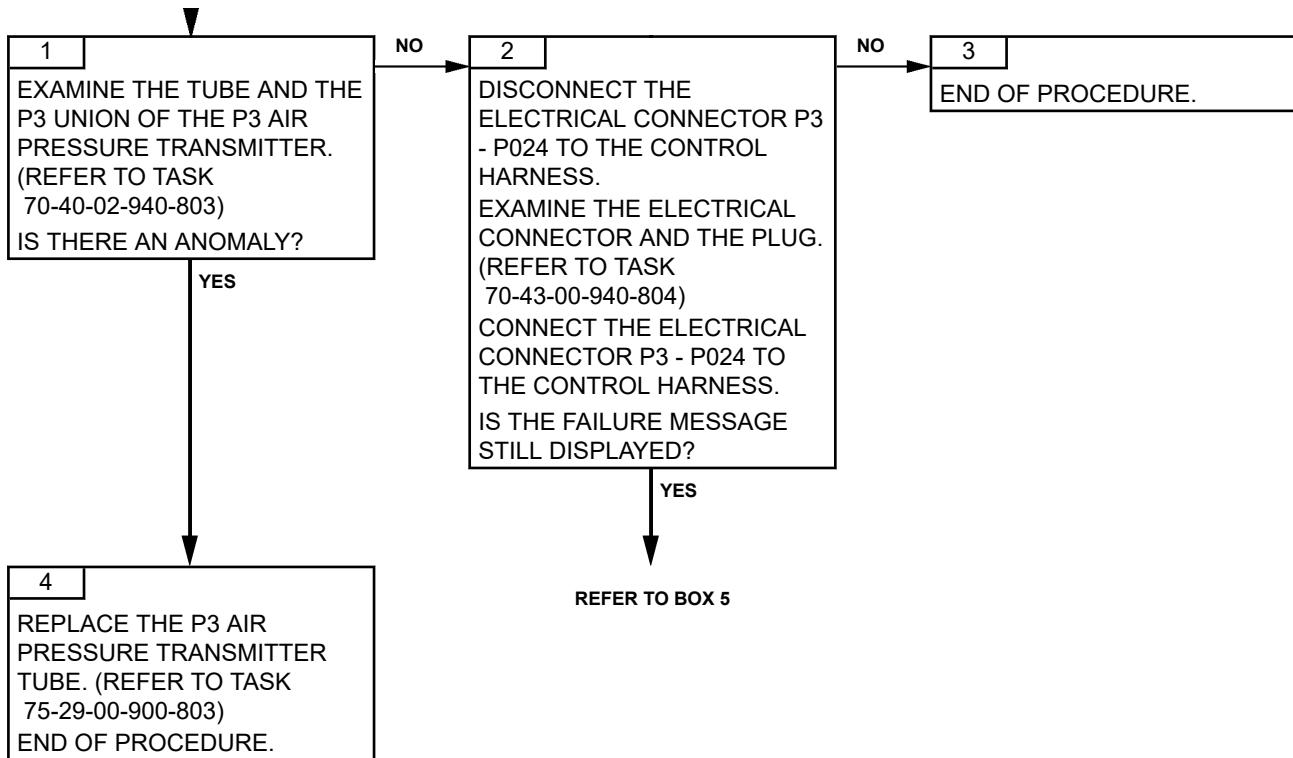 1
EXAMINE THE TUBE AND THE
P3 UNION OF THE P3 AIR
PRESSURE TRANSMITTER.
(REFER TO TASK
70-40-02-940-803)
IS THERE AN ANOMALY?
NO
YES
2
DISCONNECT THE
ELECTRICAL CONNECTOR P3
- P024 TO THE CONTROL
HARNESS.
EXAMINE THE ELECTRICAL
CONNECTOR AND THE PLUG.
(REFER TO TASK
70-43-00-940-804)
CONNECT THE ELECTRICAL
CONNECTOR P3 - P024 TO
THE CONTROL HARNESS.
IS THE FAILURE MESSAGE
STILL DISPLAYED?
NO
YES
REFER TO BOX 5
3
END OF PROCEDURE.
4
REPLACE THE P3 AIR
PRESSURE TRANSMITTER
TUBE. (REFER TO TASK
75-29-00-900-803)
END OF PROCEDURE.